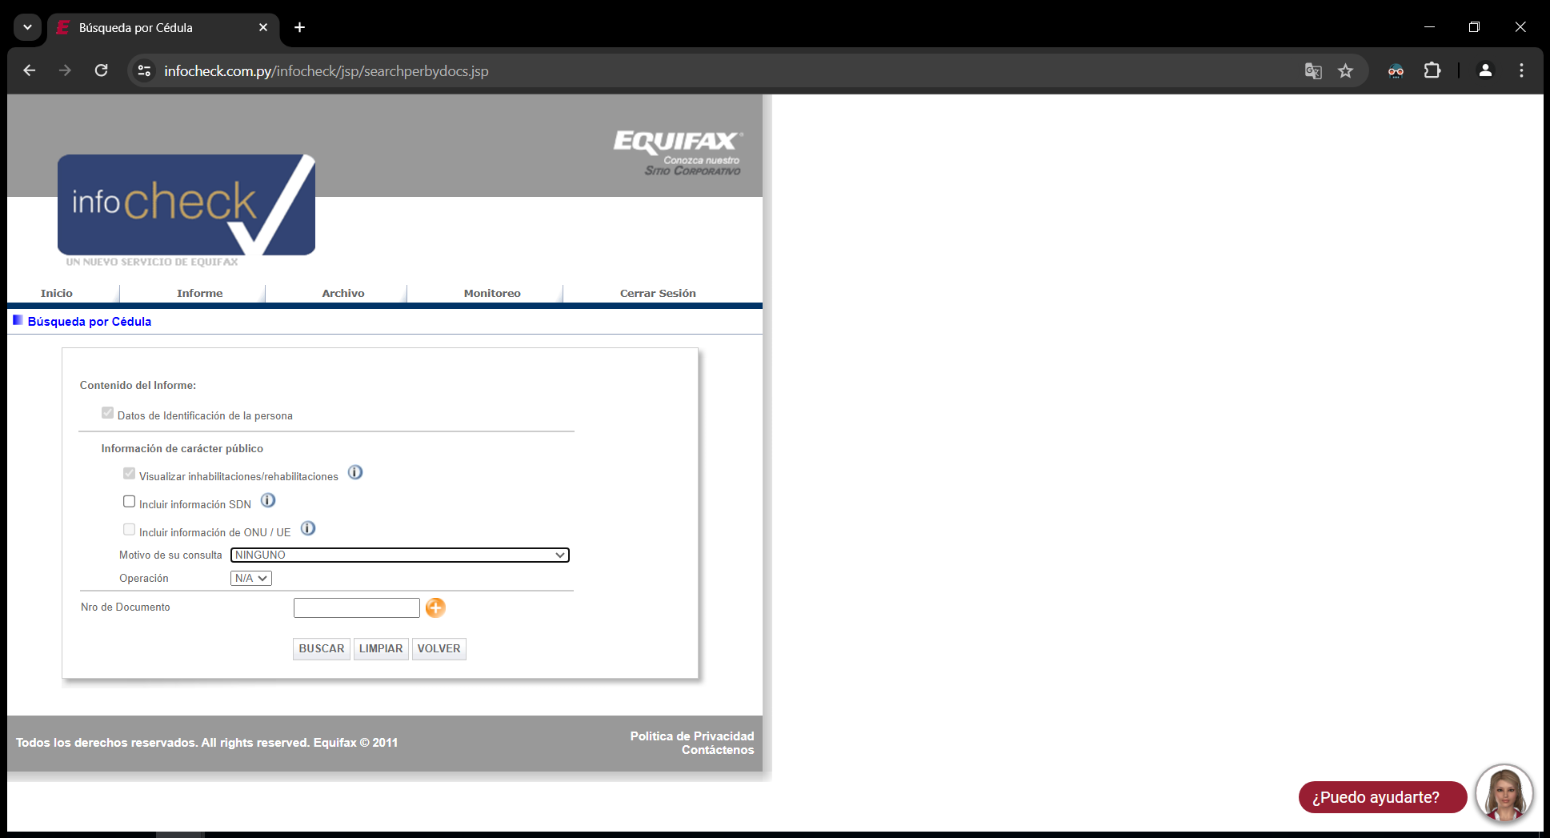 Búsqueda por Cédula
infocheck.com.py/infocheck/jsp/searchperbydocs.jsp
EQUIFAX
Conozca nuestro
SITIO CORPORATIVO
info check
UN NUEVO SERVICIO DE EQUIFAX
Inicio Informe Archivo Monitoreo Cerrar Sesión
Búsqueda por Cédula
Contenido del Informe:
Datos de Identificación de la persona
Información de carácter público
Visualizar inhabilitaciones/rehabilitaciones
Incluir información SDN
Incluir información de ONU / UE
Motivo de su consulta NINGUNO
Operación N/A
Nro de Documento
BUSCAR LIMPIAR VOLVER
Todos los derechos reservados. All rights reserved. Equifax © 2011
Politica de Privacidad
Contáctenos
¿Puedo ayudarte?